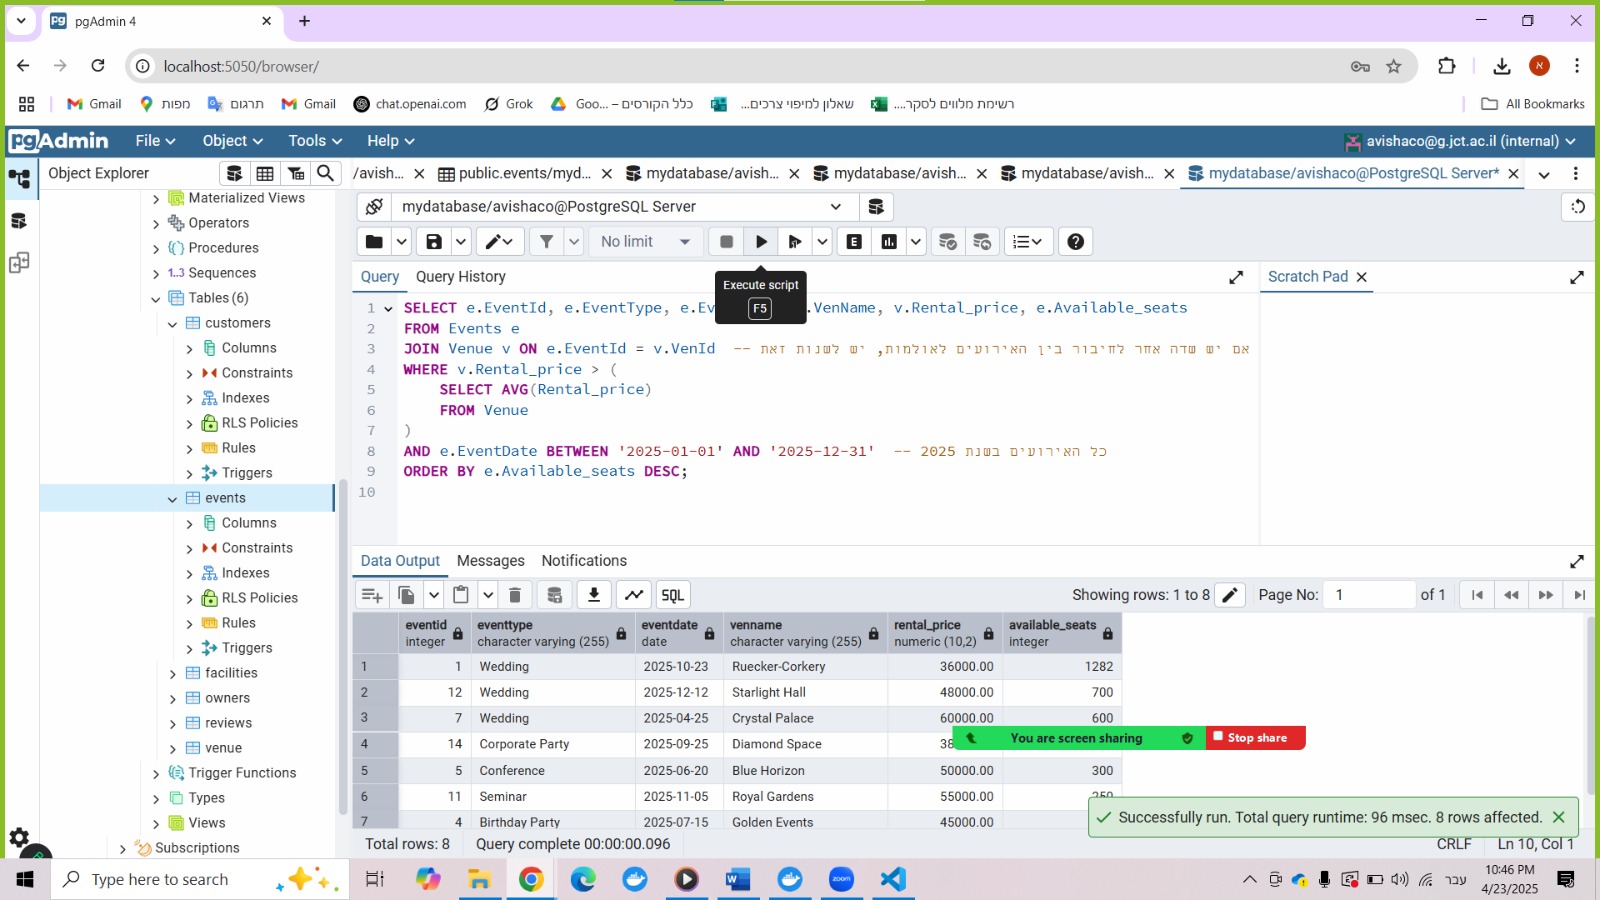 pgAdmin 4
localhost:5050/browser/
Gmail
מפות
תרגום
Gmail
chat.openai.com
Grok
Goo... – כלל הקורסים
שאלון למיפוי צרכים...
רשימת מלווים לסקר....
All Bookmarks
pgAdmin File Object Tools Help avishaco@g.jct.ac.il (internal)
Object Explorer
/avish... public.events/myd... mydatabase/avish... mydatabase/avish... mydatabase/avish... mydatabase/avishaco@PostgreSQL Server*
Materialized Views
Operators
Procedures
1..3 Sequences
Tables (6)
customers
Columns
Constraints
Indexes
RLS Policies
Rules
Triggers
events
Columns
Constraints
Indexes
RLS Policies
Rules
Triggers
facilities
owners
reviews
venue
Trigger Functions
Types
Views
Subscriptions
mydatabase/avishaco@PostgreSQL Server
No limit
E
Query Query History
Execute script
F5
Scratch Pad
1 SELECT e.EventId, e.EventType, e.Ev .VenName, v.Rental_price, e.Available_seats
2 FROM Events e
3 JOIN Venue v ON e.EventId = v.VenId -- אם יש שדה אחר לחיבור בין האירועים לאולמות, יש לשנות זאת
4 WHERE v.Rental_price > (
5 SELECT AVG(Rental_price)
6 FROM Venue
7 )
8 AND e.EventDate BETWEEN '2025-01-01' AND '2025-12-31' -- כל האירועים בשנת 2025
9 ORDER BY e.Available_seats DESC;
10
Data Output Messages Notifications
SQL
Showing rows: 1 to 8 Page No: 1 of 1
eventid eventtype eventdate venname rental_price available_seats
integer character varying (255) date character varying (255) numeric (10,2) integer
1 1 Wedding 2025-10-23 Ruecker-Corkery 36000.00 1282
2 12 Wedding 2025-12-12 Starlight Hall 48000.00 700
3 7 Wedding 2025-04-25 Crystal Palace 60000.00 600
4 14 Corporate Party 2025-09-25 Diamond Space 38
You are screen sharing Stop share
5 5 Conference 2025-06-20 Blue Horizon 50000.00 300
6 11 Seminar 2025-11-05 Royal Gardens 55000.00 250
7 4 Birthday Party 2025-07-15 Golden Events 45000.00
Successfully run. Total query runtime: 96 msec. 8 rows affected.
Total rows: 8 Query complete 00:00:00.096 CRLF Ln 10, Col 1
Type here to search
zoom
עבר
10:46 PM
4/23/2025